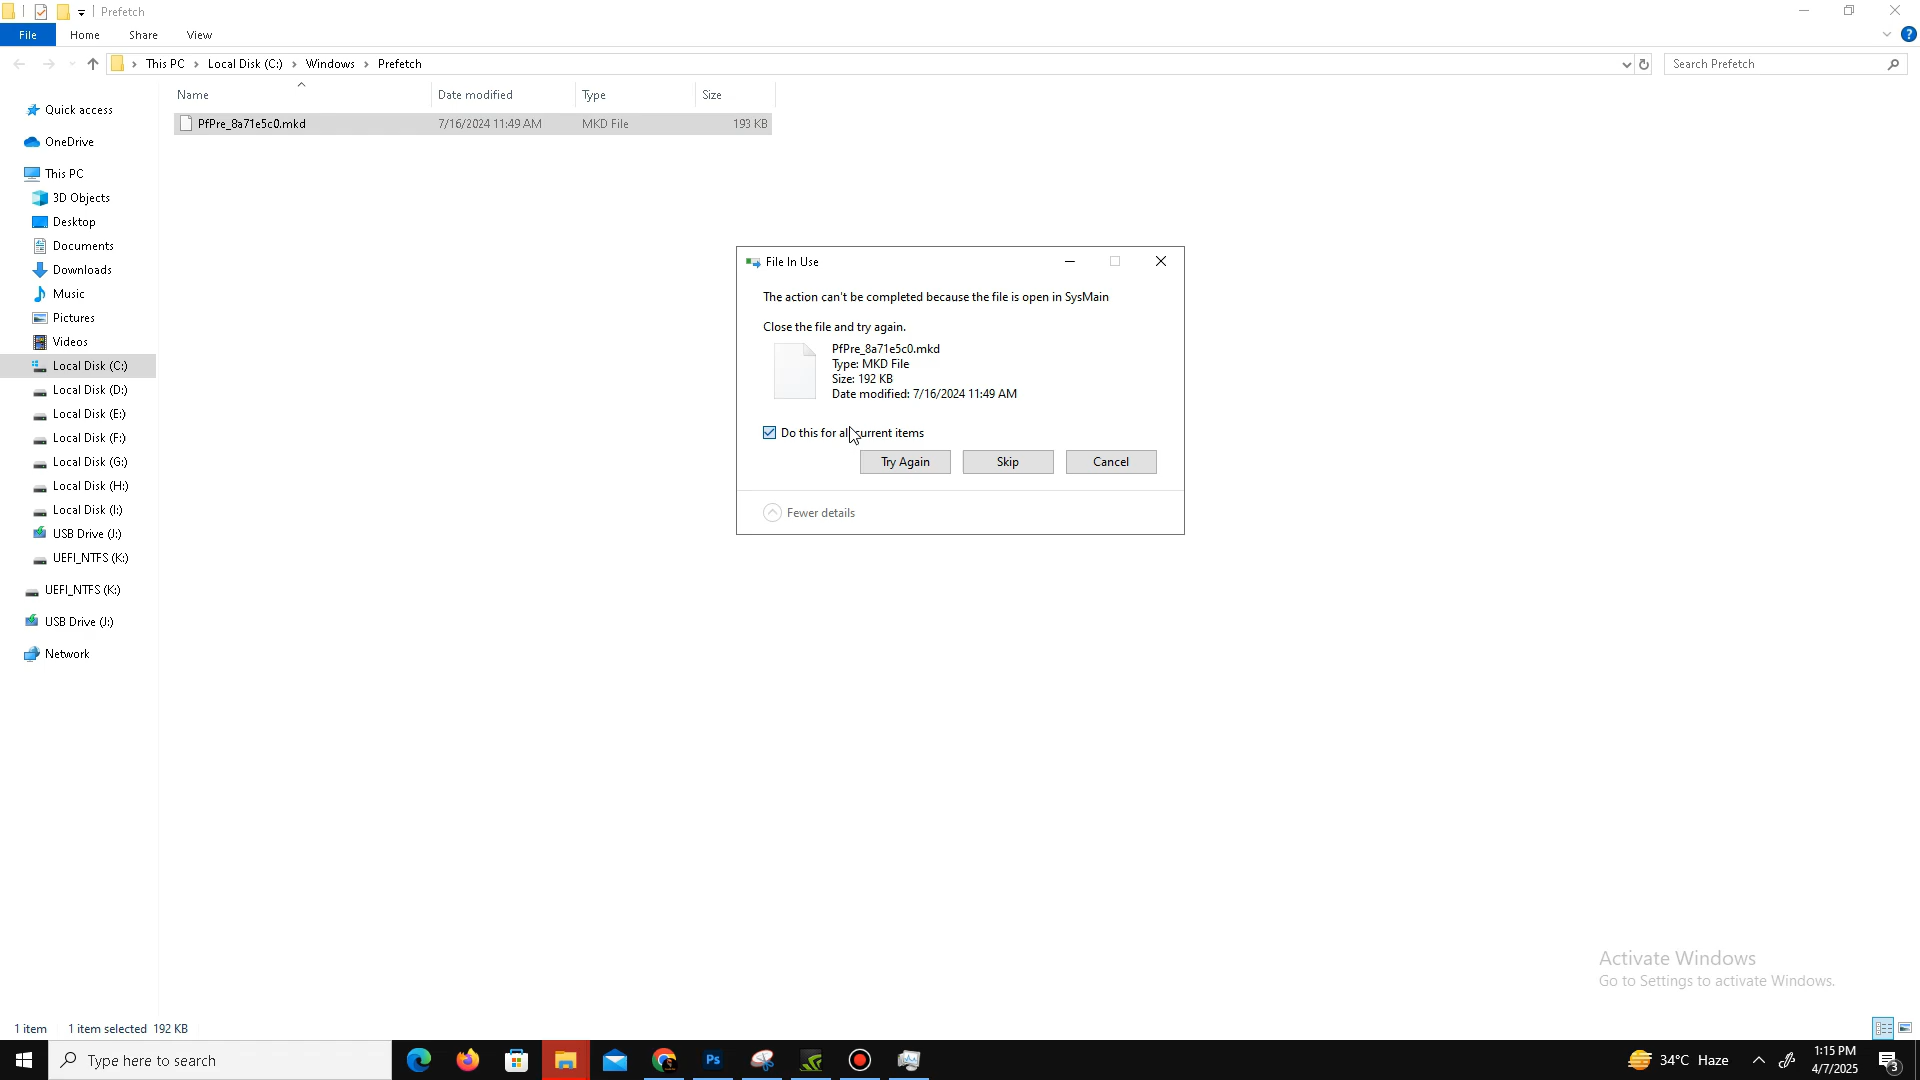 Prefetch
File
Home
Share
View
This PC
Local Disk (C:)
Windows
Prefetch
Search Prefetch
Name
Date modified
Type
Size
PfPre_8a71e5c0.mkd
7/16/2024 11:49 AM
MKD File
193 KB
Quick access
OneDrive
This PC
3D Objects
Desktop
Documents
Downloads
Music
Pictures
Videos
Local Disk (C:)
Local Disk (D:)
Local Disk (E:)
Local Disk (F:)
Local Disk (G:)
Local Disk (H:)
Local Disk (I:)
USB Drive (J:)
UEFI_NTFS (K:)
UEFI_NTFS (K:)
USB Drive (J:)
Network
File In Use
The action can't be completed because the file is open in SysMain
Close the file and try again.
PfPre_8a71e5c0.mkd
Type: MKD File
Size: 192 KB
Date modified: 7/16/2024 11:49 AM
Do this for all current items
Try Again
Skip
Cancel
Fewer details
Activate Windows
Go to Settings to activate Windows.
1 item
1 item selected 192 KB
Type here to search
Ps
34°C Haze
1:15 PM
4/7/2025
3